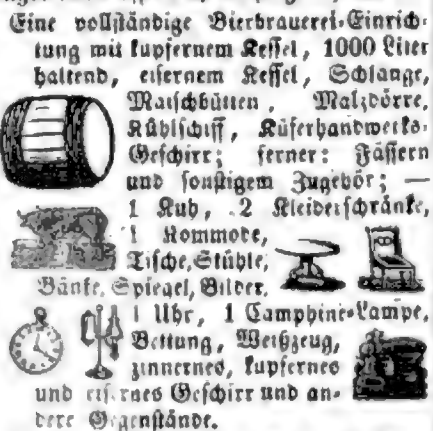 Eine vollständige Bierbrauerei-Einrich-
tung mit kupfernem Kessel, 1000 Liter
haltend, eisernem Kessel, Schlange,
Maischbütten, Malzdörre,
Kühlschiff, Küferhandwerks-
Geschirr; ferner: Fässern
und sonstigem Zugehör; —
1 Kuh, 2 Kleiderschränke,
1 Kommode,
Tische, Stühle,
Bänke, Spiegel, Bilder,
1 Uhr, 1 Camphine-Lampe,
Bettung, Weißzeug,
zinnernes, kupfernes
und eisernes Geschirr und an-
dere Gegenstände.